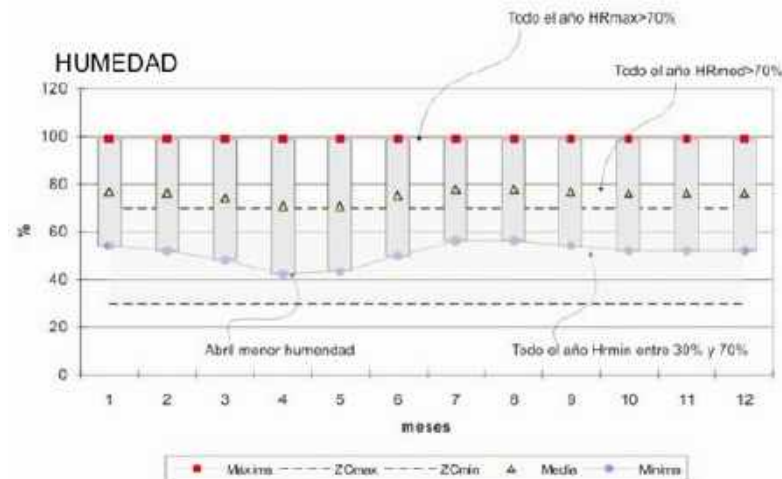 Todo el año HRmax>70%
HUMEDAD
Todo el año HRmed>70%
120
100
80
60
40
20
0
%
Abril menor humendad
Todo el año Hrmin entre 30% y 70%
1 2 3 4 5 6 7 8 9 10 11 12
meses
Máxima ZCmax ZCmin Media Mínima